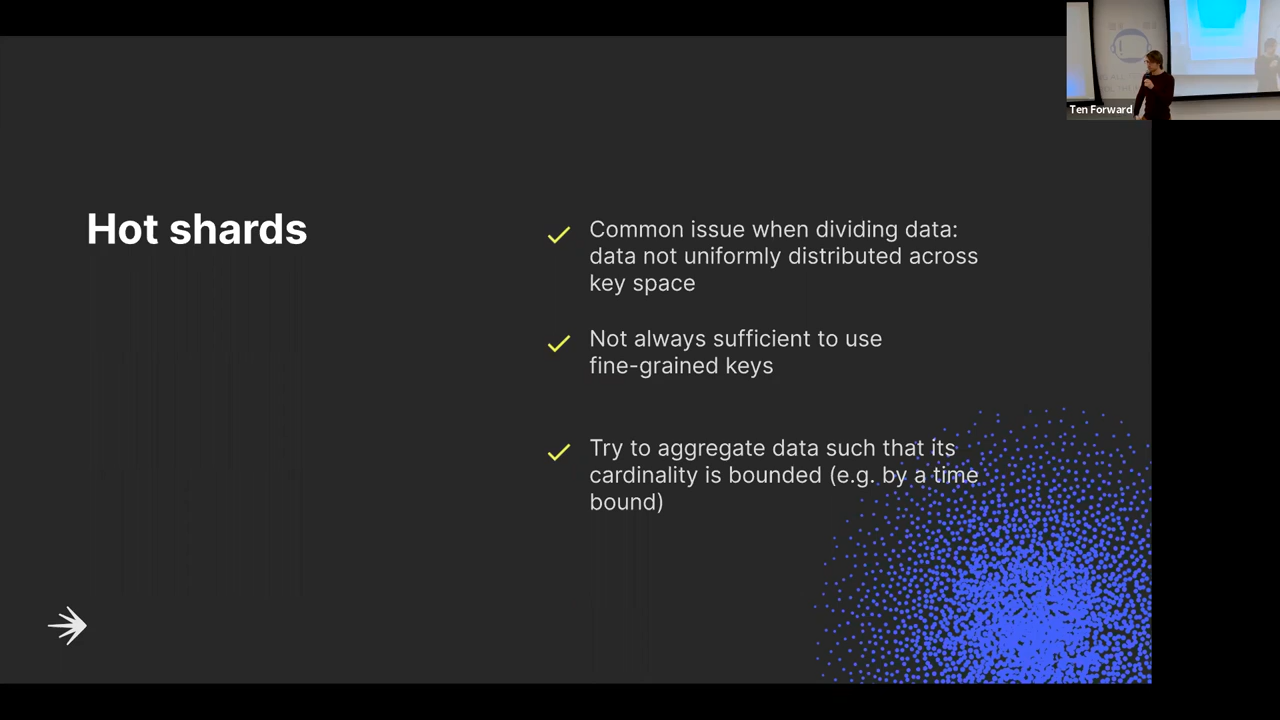 Ten Forward
Hot shards
Common issue when dividing data:
data not uniformly distributed across
key space
Not always sufficient to use
fine-grained keys
Try to aggregate data such that its
cardinality is bounded (e.g. by a time
bound)